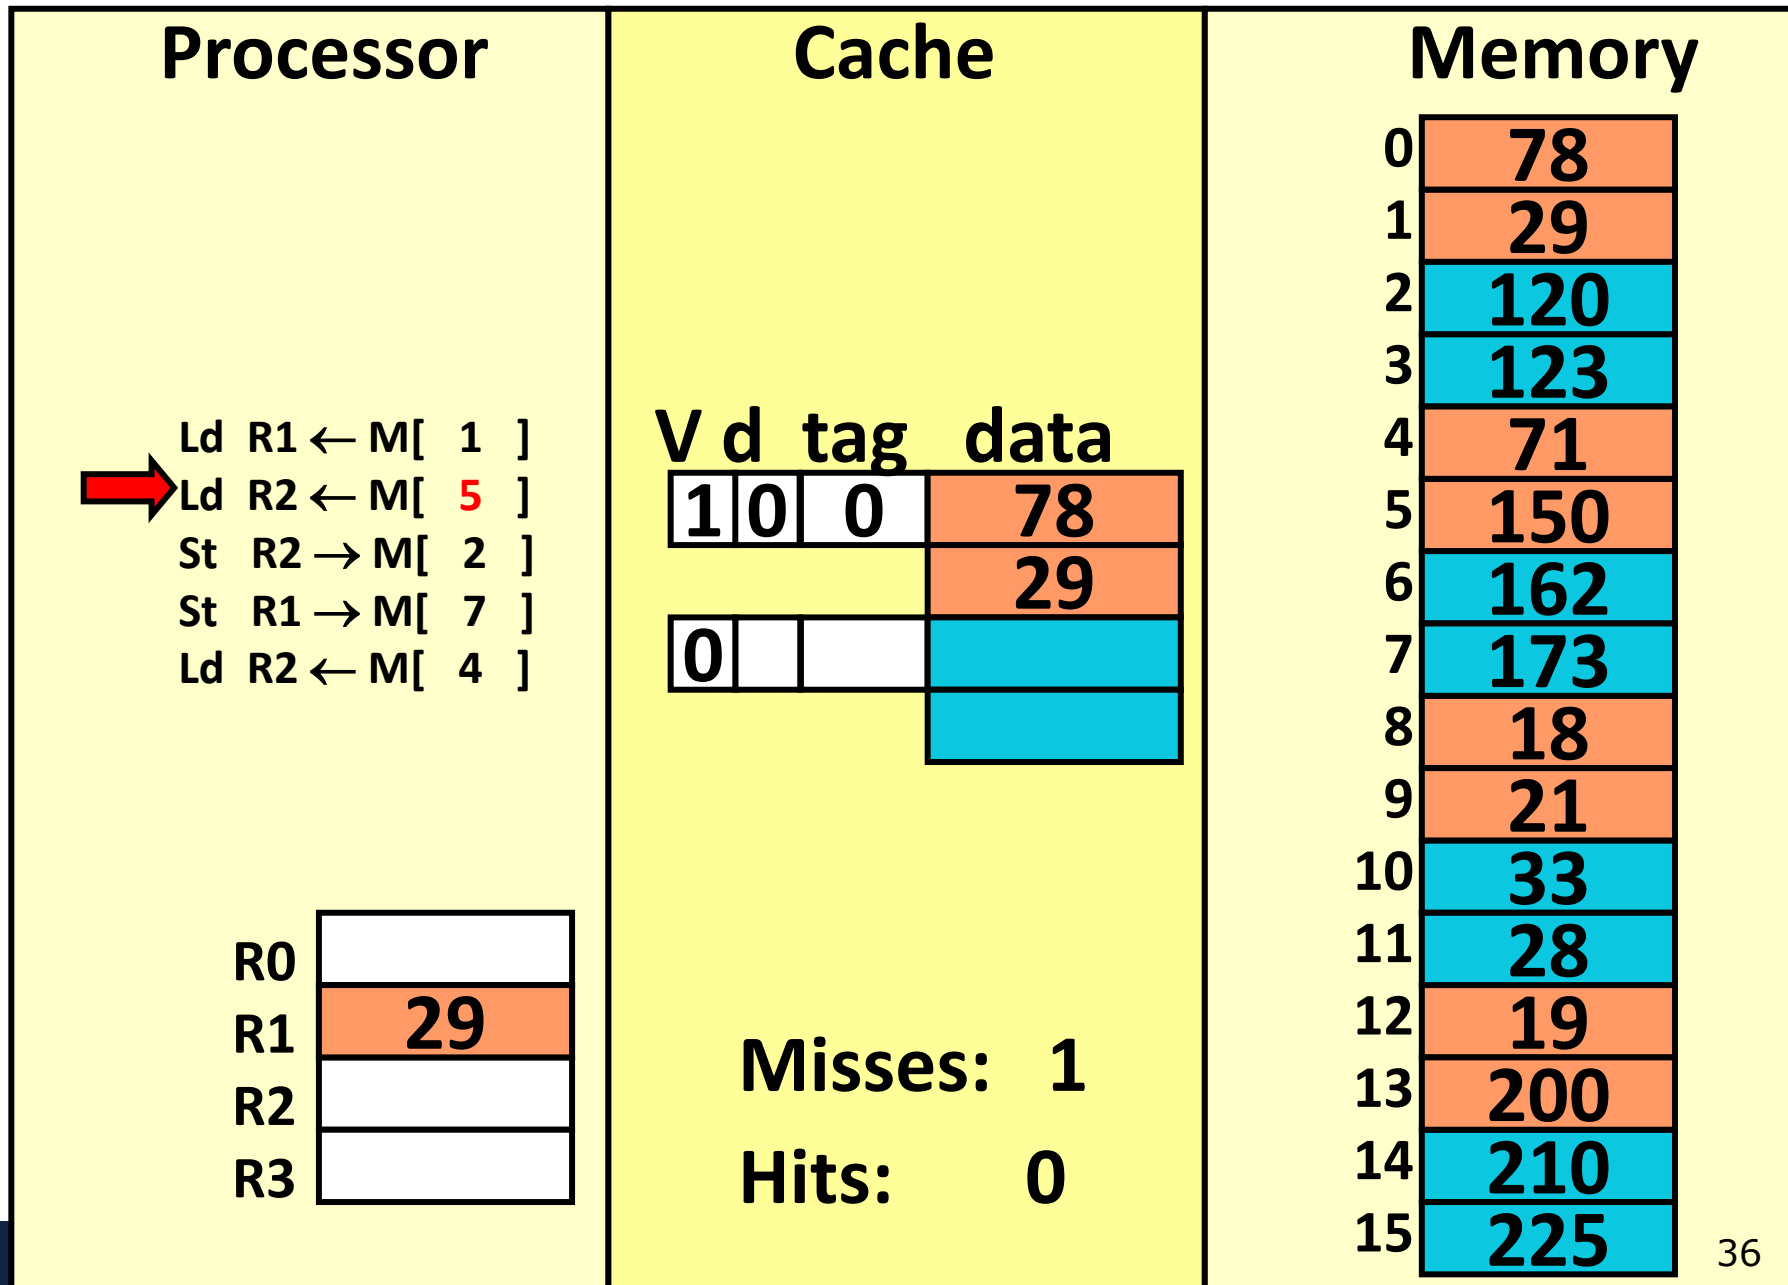 Processor
Ld R1 ← M[ 1 ]
Ld R2 ← M[ 5 ]
St R2 → M[ 2 ]
St R1 → M[ 7 ]
Ld R2 ← M[ 4 ]
R0
R1 29
R2
R3
Cache
V d tag data
1 0 0 78
29
0
Misses: 1
Hits: 0
Memory
0 78
1 29
2 120
3 123
4 71
5 150
6 162
7 173
8 18
9 21
10 33
11 28
12 19
13 200
14 210
15 225
36